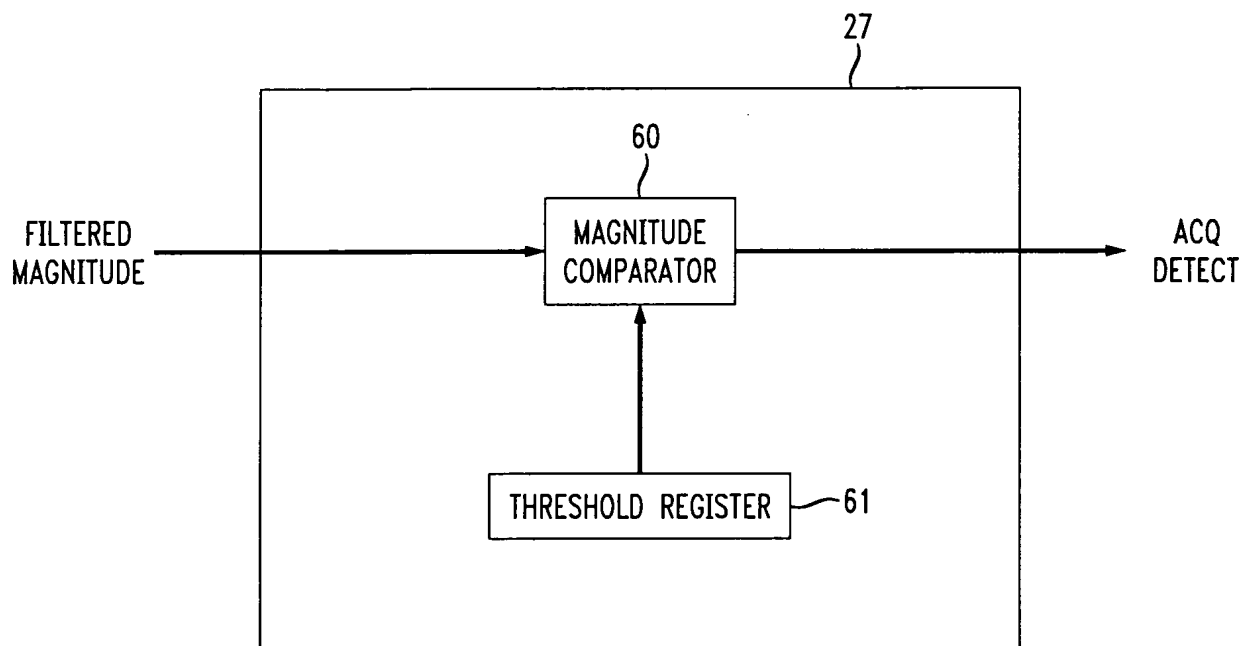 27
60
FILTERED
MAGNITUDE
MAGNITUDE
COMPARATOR
ACQ
DETECT
THRESHOLD REGISTER
61